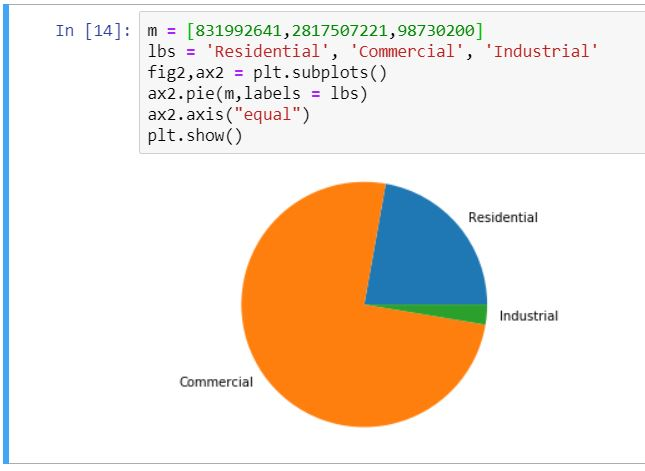 In [14]: m = [831992641,2817507221,98730200]
lbs = 'Residential', 'Commercial', 'Industrial'
fig2,ax2 = plt.subplots()
ax2.pie(m,labels = lbs)
ax2.axis("equal")
plt.show()
Residential
Industrial
Commercial